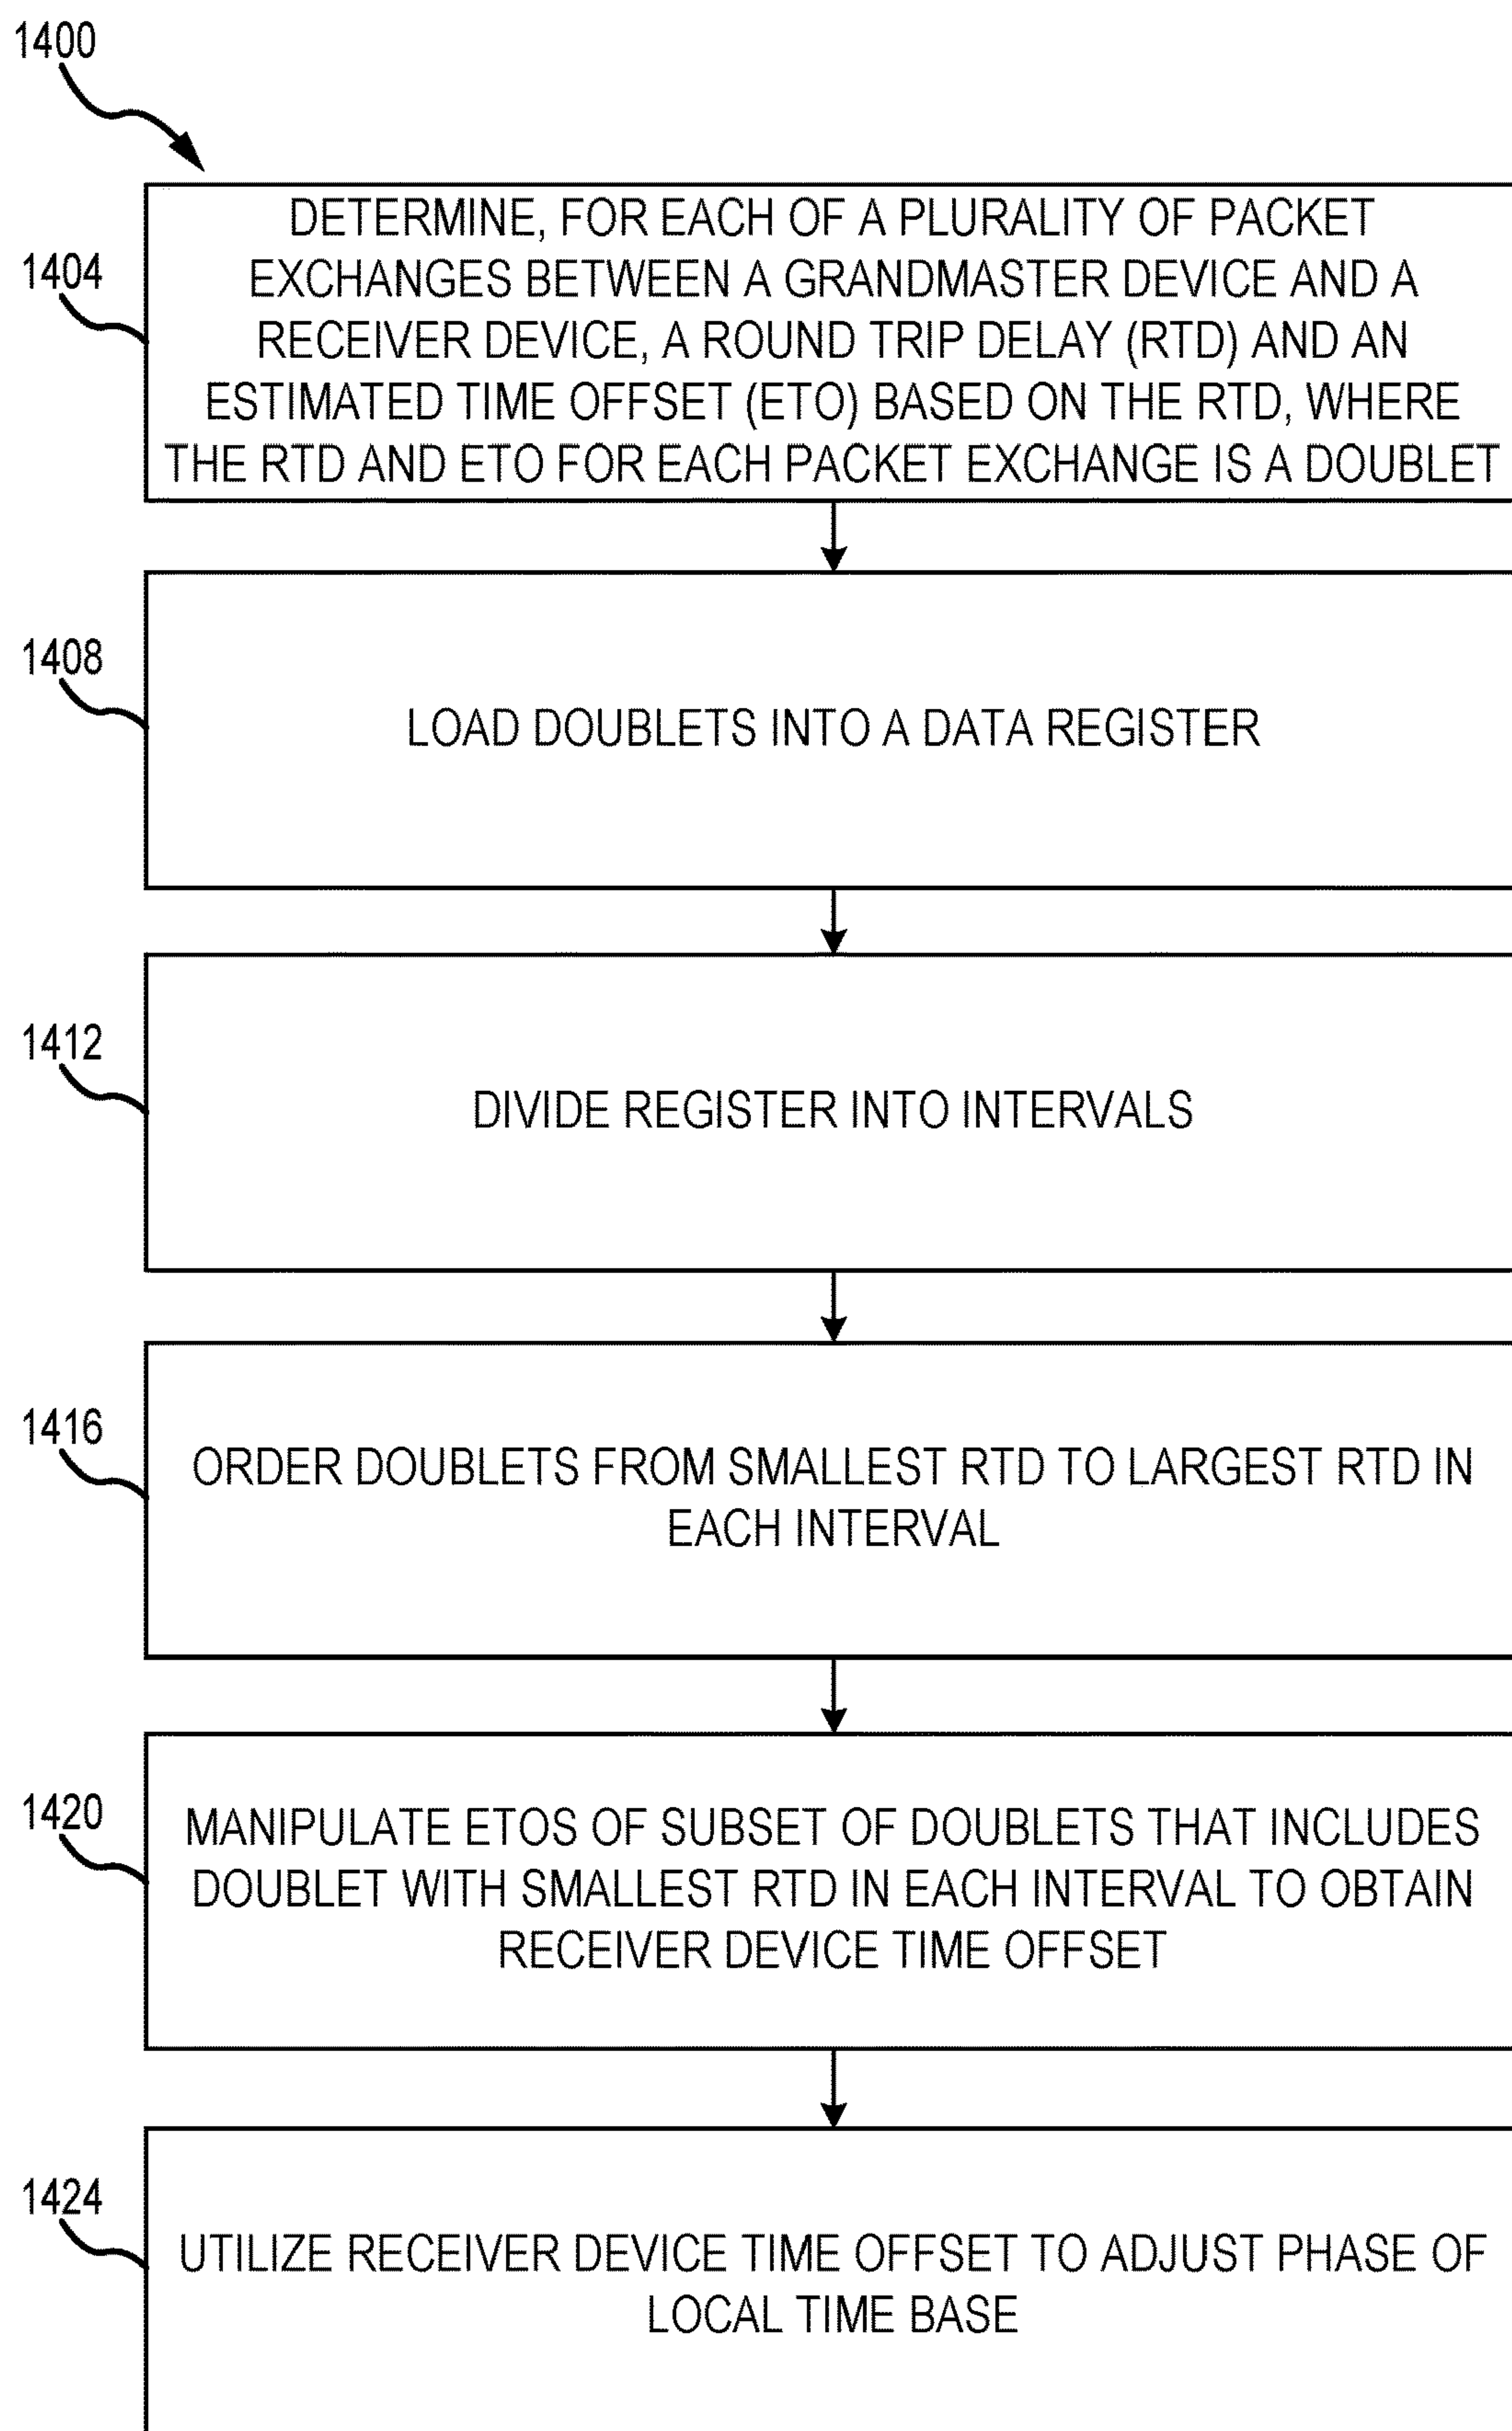 1400
1404
DETERMINE, FOR EACH OF A PLURALITY OF PACKET
EXCHANGES BETWEEN A GRANDMASTER DEVICE AND A
RECEIVER DEVICE, A ROUND TRIP DELAY (RTD) AND AN
ESTIMATED TIME OFFSET (ETO) BASED ON THE RTD, WHERE
THE RTD AND ETO FOR EACH PACKET EXCHANGE IS A DOUBLET
1408
LOAD DOUBLETS INTO A DATA REGISTER
1412
DIVIDE REGISTER INTO INTERVALS
1416
ORDER DOUBLETS FROM SMALLEST RTD TO LARGEST RTD IN
EACH INTERVAL
1420
MANIPULATE ETOS OF SUBSET OF DOUBLETS THAT INCLUDES
DOUBLET WITH SMALLEST RTD IN EACH INTERVAL TO OBTAIN
RECEIVER DEVICE TIME OFFSET
1424
UTILIZE RECEIVER DEVICE TIME OFFSET TO ADJUST PHASE OF
LOCAL TIME BASE